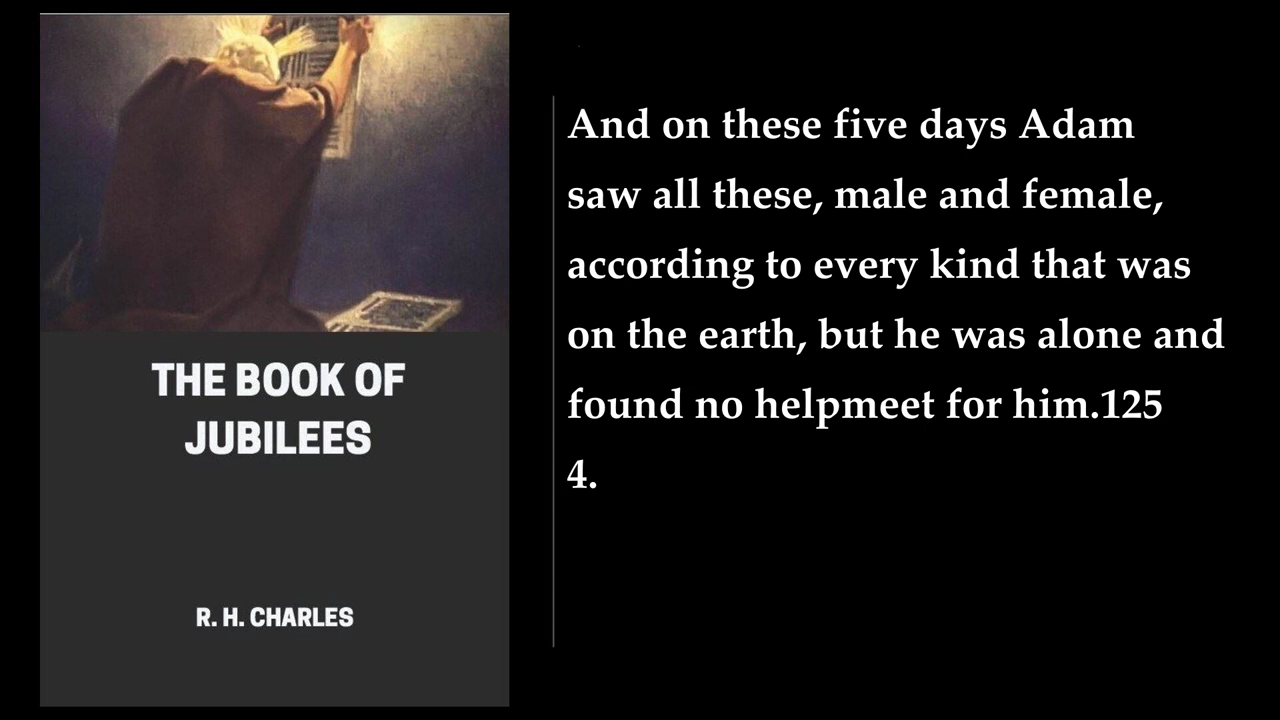 THE BOOK OF
JUBILEES
R. H. CHARLES
And on these five days Adam
saw all these, male and female,
according to every kind that was
on the earth, but he was alone and
found no helpmeet for him.125
4.